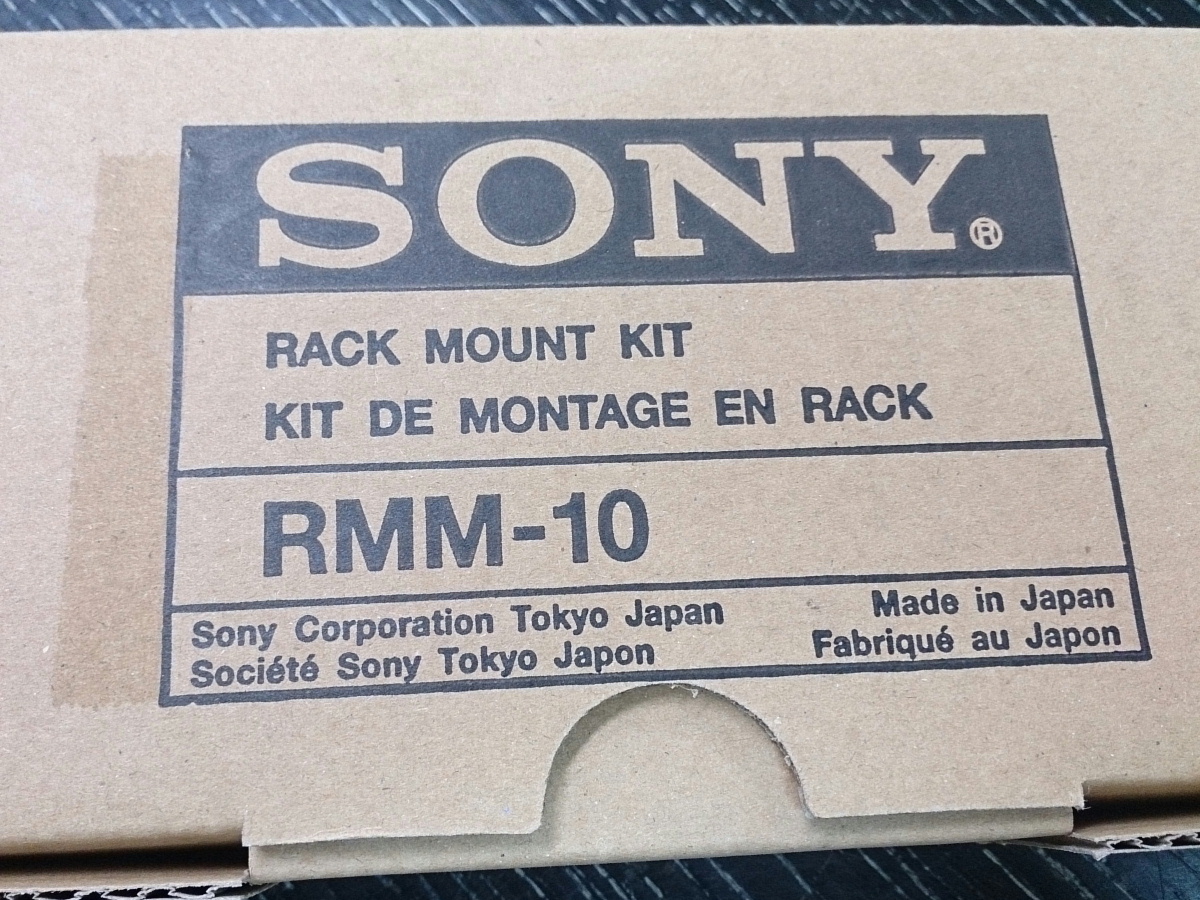 SONY®
RACK MOUNT KIT
KIT DE MONTAGE EN RACK
RMM-10
Sony Corporation Tokyo Japan
Société Sony Tokyo Japon
Made in Japan
Fabriqué au Japon